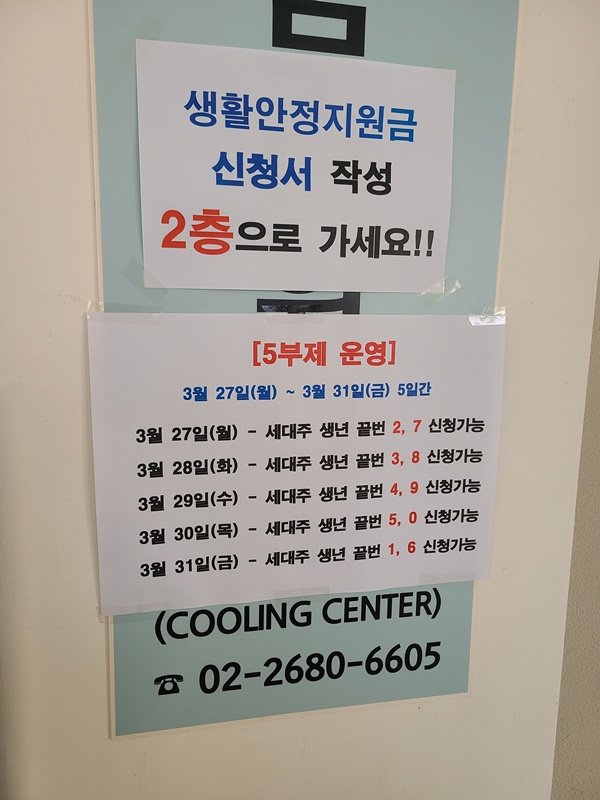 생활안정지원금
신청서 작성
2층으로 가세요!!
[5부제 운영]
3월 27일(월) ~ 3월 31일(금) 5일간
3월 27일(월) - 세대주 생년 끝번 2, 7 신청가능
3월 28일(화) - 세대주 생년 끝번 3, 8 신청가능
3월 29일(수) - 세대주 생년 끝번 4, 9 신청가능
3월 30일(목) - 세대주 생년 끝번 5, 0 신청가능
3월 31일(금) - 세대주 생년 끝번 1, 6 신청가능
(COOLING CENTER)
☎ 02-2680-6605